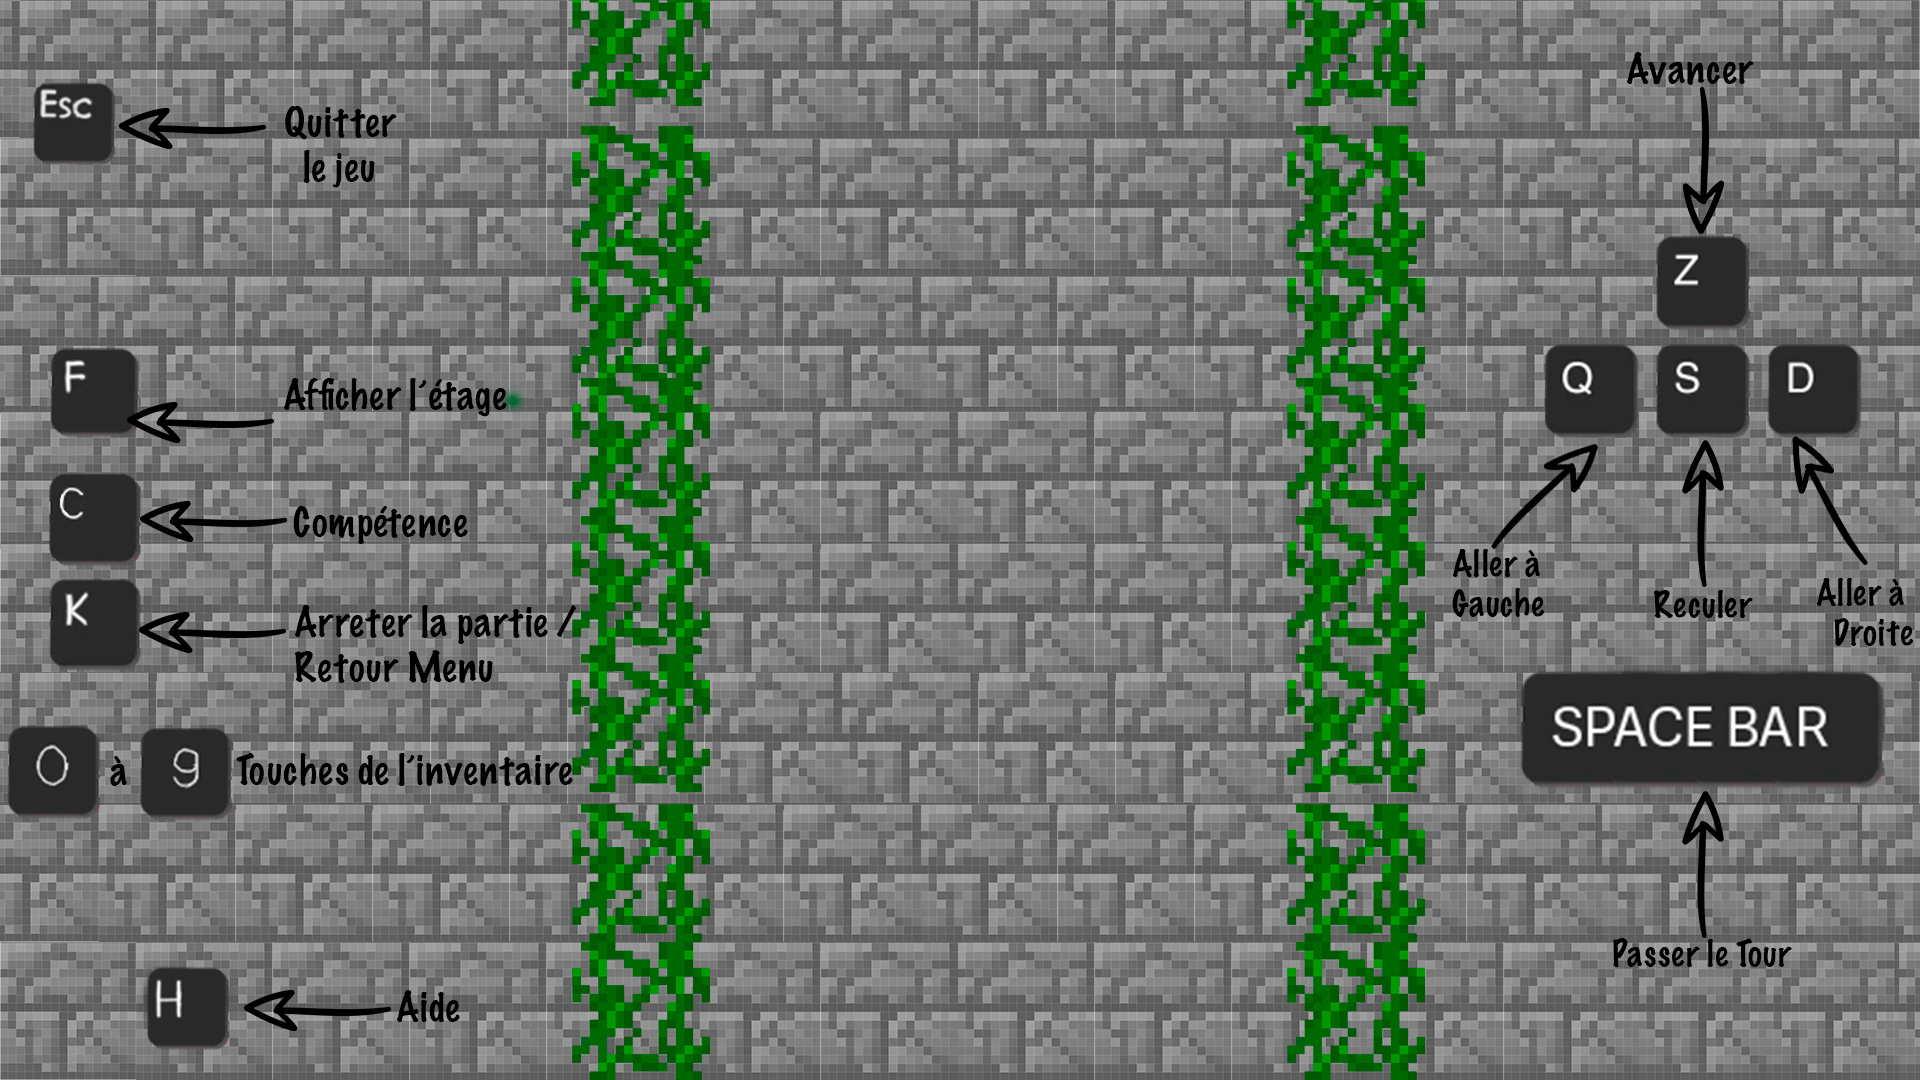 Esc
Quitter
le jeu
F
Afficher l'étage
C
Compétence
K
Arreter la partie /
Retour Menu
0 à 9 Touches de l'inventaire
H
Aide
Avancer
Z
Q S D
Aller à
Gauche
Reculer
Aller à
Droite
SPACE BAR
Passer le Tour